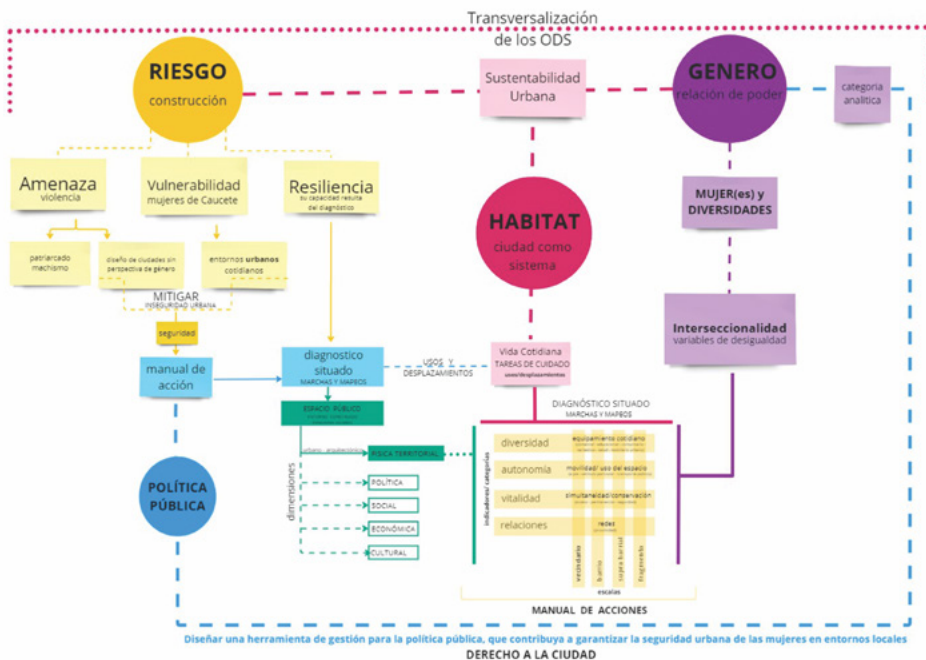 Transversalización
de los ODS
RIESGO
construcción
Sustentabilidad
Urbana
GENERO
relación de poder
categoria
analítica
Amenaza
violencia
Vulnerabilidad
mujeres de Caucete
Resiliencia
su capacidad resulta
del diagnóstico
HABITAT
ciudad como
sistema
MUJER(es) y
DIVERSIDADES
patriarcado
machismo
diseño de ciudades sin
perspectiva de género
entornos urbanos
cotidianos
MITIGAR
INSEGURIDAD URBANA
seguridad
manual de
acción
diagnostico
situado
MARCHAS Y MAPEOS
USOS Y
DESPLAZAMIENTOS
Vida Cotidiana
TAREAS DE CUIDADO
usos/desplazamientos
Interseccionalidad
variables de desigualdad
ESPACIO PÚBLICO
DIAGNÓSTICO SITUADO
MARCHAS Y MAPEOS
dimensiones
urbano - arquitectónica
FISICA TERRITORIAL
POLÍTICA
SOCIAL
ECONÓMICA
CULTURAL
POLÍTICA
PÚBLICA
indicadores/ categorías
diversidad
equipamiento cotidiano
autonomía
movilidad/ uso del espacio
vitalidad
simultaneidad/conservación
relaciones
redes
vecindario
barrio
supra barrial
fragmento
escalas
MANUAL DE ACCIONES
Diseñar una herramienta de gestión para la política pública, que contribuya a garantizar la seguridad urbana de las mujeres en entornos locales
DERECHO A LA CIUDAD